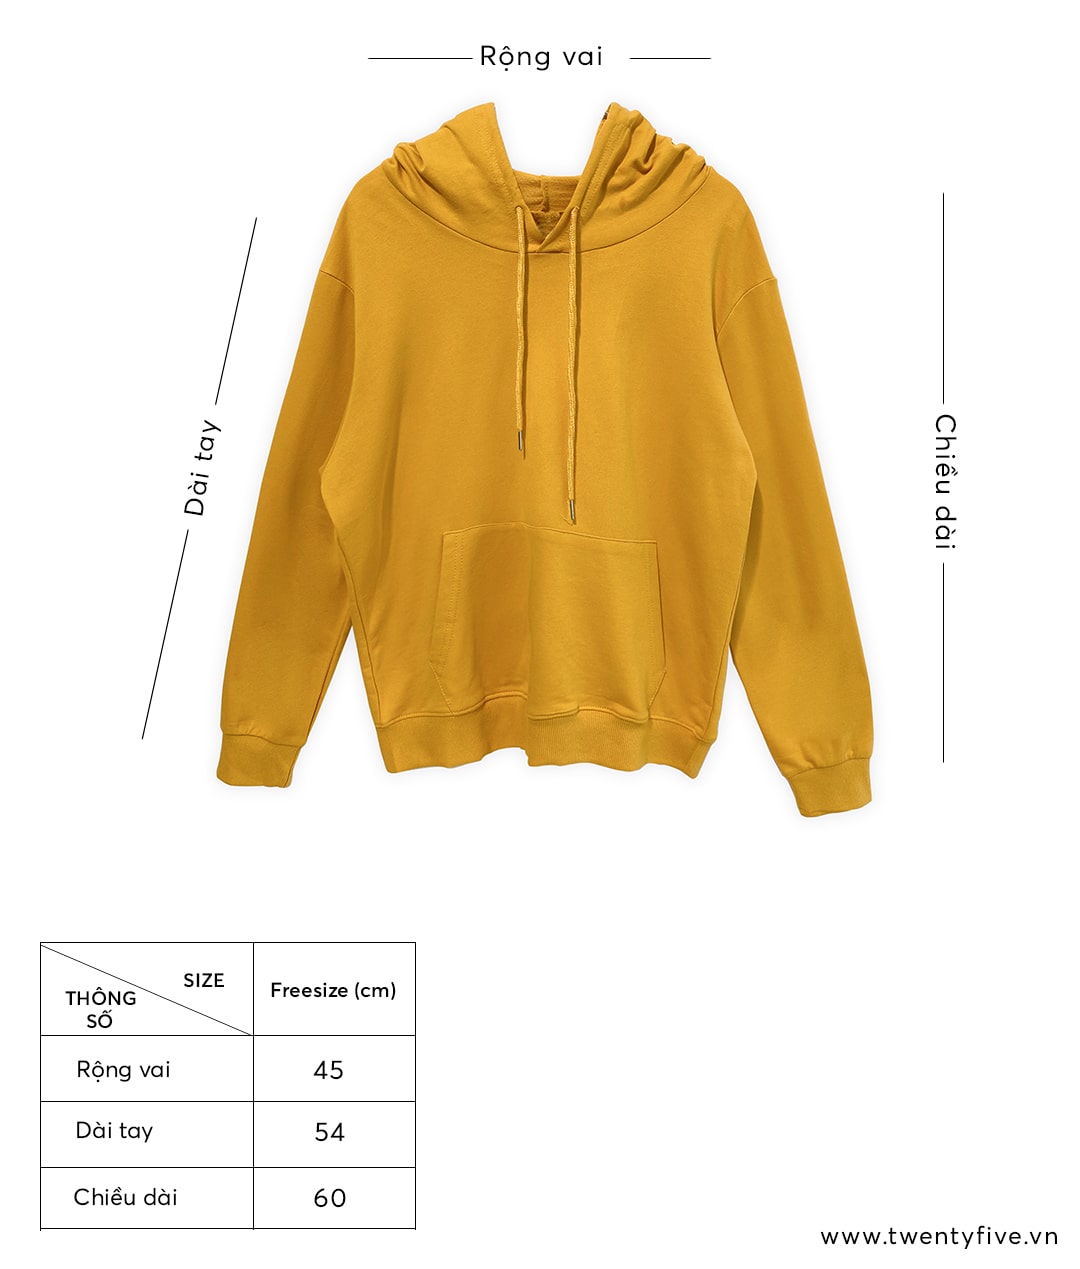 Rộng vai
Dài tay
Chiều dài
SIZE
THÔNG
SỐ
Freesize (cm)
Rộng vai 45
Dài tay 54
Chiều dài 60
www.twentyfive.vn